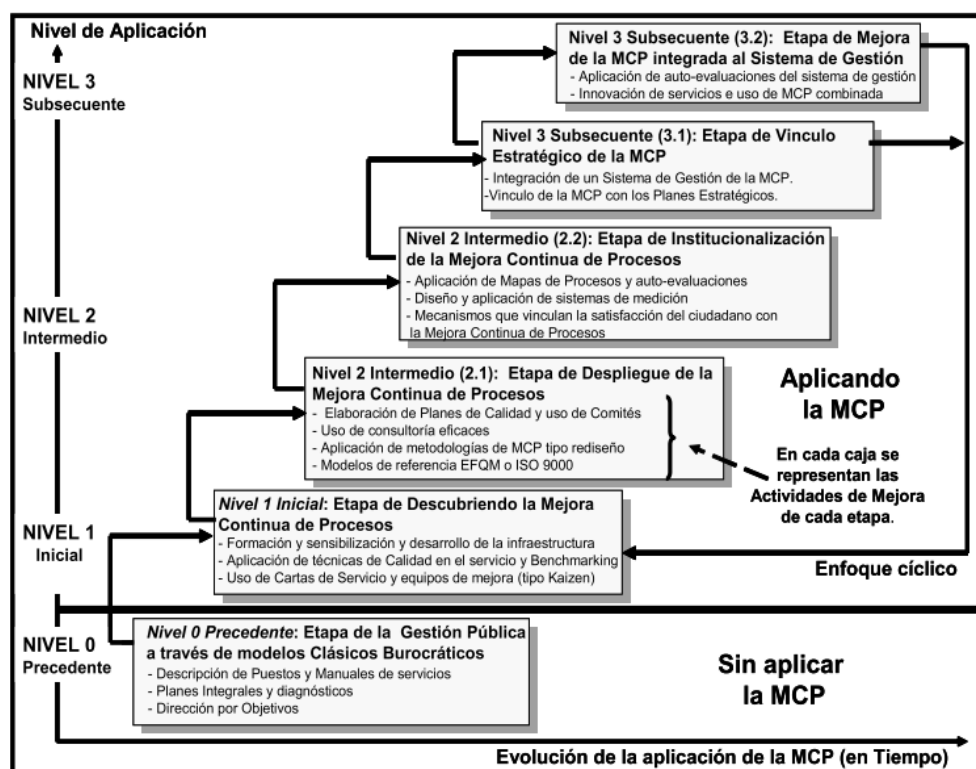 Nivel de Aplicación
NIVEL 3
Subsecuente
Nivel 3 Subsecuente (3.2): Etapa de Mejora
de la MCP integrada al Sistema de Gestión
- Aplicación de auto-evaluaciones del sistema de gestión
- Innovación de servicios e uso de MCP combinada
Nivel 3 Subsecuente (3.1): Etapa de Vinculo
Estratégico de la MCP
- Integración de un Sistema de Gestión de la MCP.
-Vinculo de la MCP con los Planes Estratégicos.
Nivel 2 Intermedio (2.2): Etapa de Institucionalización
de la Mejora Continua de Procesos
- Aplicación de Mapas de Procesos y auto-evaluaciones
- Diseño y aplicación de sistemas de medición
- Mecanismos que vinculan la satisfacción del ciudadano con
la Mejora Continua de Procesos
NIVEL 2
Intermedio
Nivel 2 Intermedio (2.1): Etapa de Despliegue de la
Mejora Continua de Procesos
- Elaboración de Planes de Calidad y uso de Comités
- Uso de consultoría eficaces
- Aplicación de metodologías de MCP tipo rediseño
- Modelos de referencia EFQM o ISO 9000
Aplicando
la MCP
En cada caja se
representan las
Actividades de Mejora
de cada etapa.
NIVEL 1
Inicial
Nivel 1 Inicial: Etapa de Descubriendo la Mejora
Continua de Procesos
- Formación y sensibilización y desarrollo de la infraestructura
- Aplicación de técnicas de Calidad en el servicio y Benchmarking
- Uso de Cartas de Servicio y equipos de mejora (tipo Kaizen)
Enfoque cíclico
NIVEL 0
Precedente
Nivel 0 Precedente: Etapa de la Gestión Pública
a través de modelos Clásicos Burocráticos
- Descripción de Puestos y Manuales de servicios
- Planes Integrales y diagnósticos
- Dirección por Objetivos
Sin aplicar
la MCP
Evolución de la aplicación de la MCP (en Tiempo)